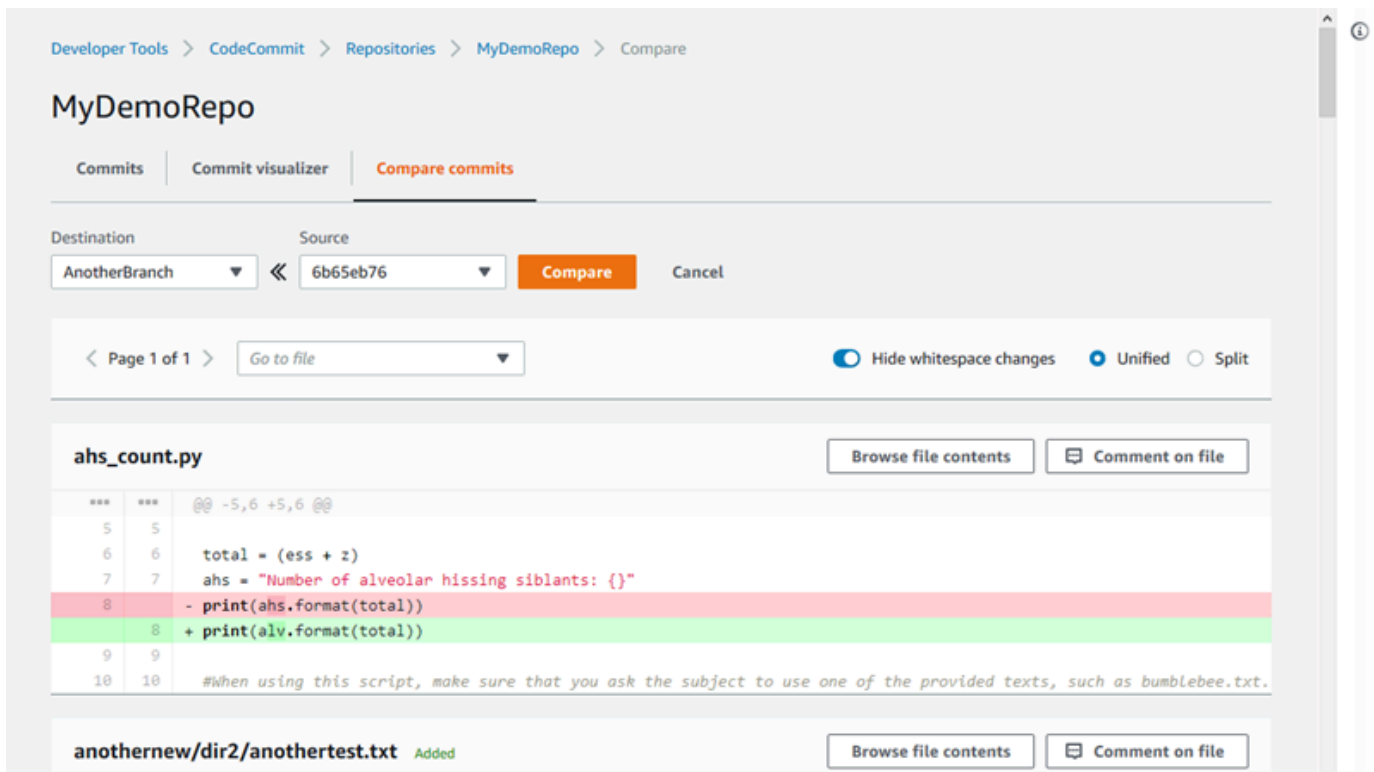 Developer Tools > CodeCommit > Repositories > MyDemoRepo > Compare
MyDemoRepo
Commits Commit visualizer Compare commits
Destination Source
AnotherBranch 6b65eb76 Compare Cancel
< Page 1 of 1 > Go to file Hide whitespace changes Unified Split
ahs_count.py Browse file contents Comment on file
@@ -5,6 +5,6 @@
5 5
6 6 total = (ess + z)
7 7 ahs = "Number of alveolar hissing siblants: {}"
8 - print(ahs.format(total))
8 + print(alv.format(total))
9 9
10 10 #When using this script, make sure that you ask the subject to use one of the provided texts, such as bumblebee.txt.
anothernew/dir2/anothertest.txt Added Browse file contents Comment on file